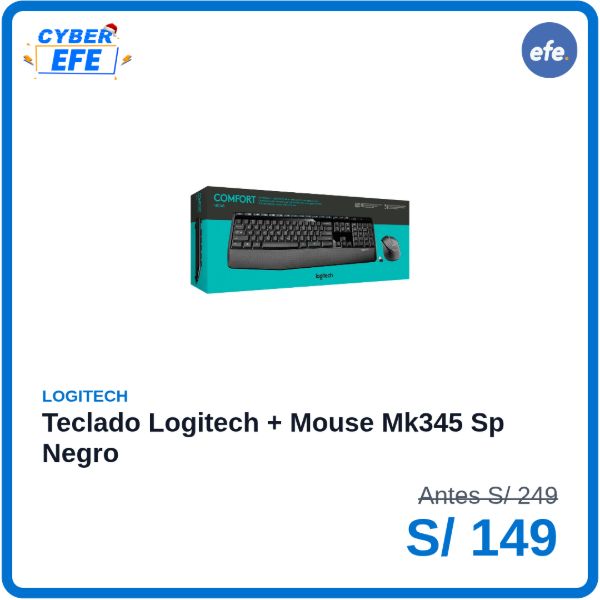 CYBER
EFE
efe.
COMFORT
logitech
LOGITECH
Teclado Logitech + Mouse Mk345 Sp
Negro
Antes S/ 249
S/ 149